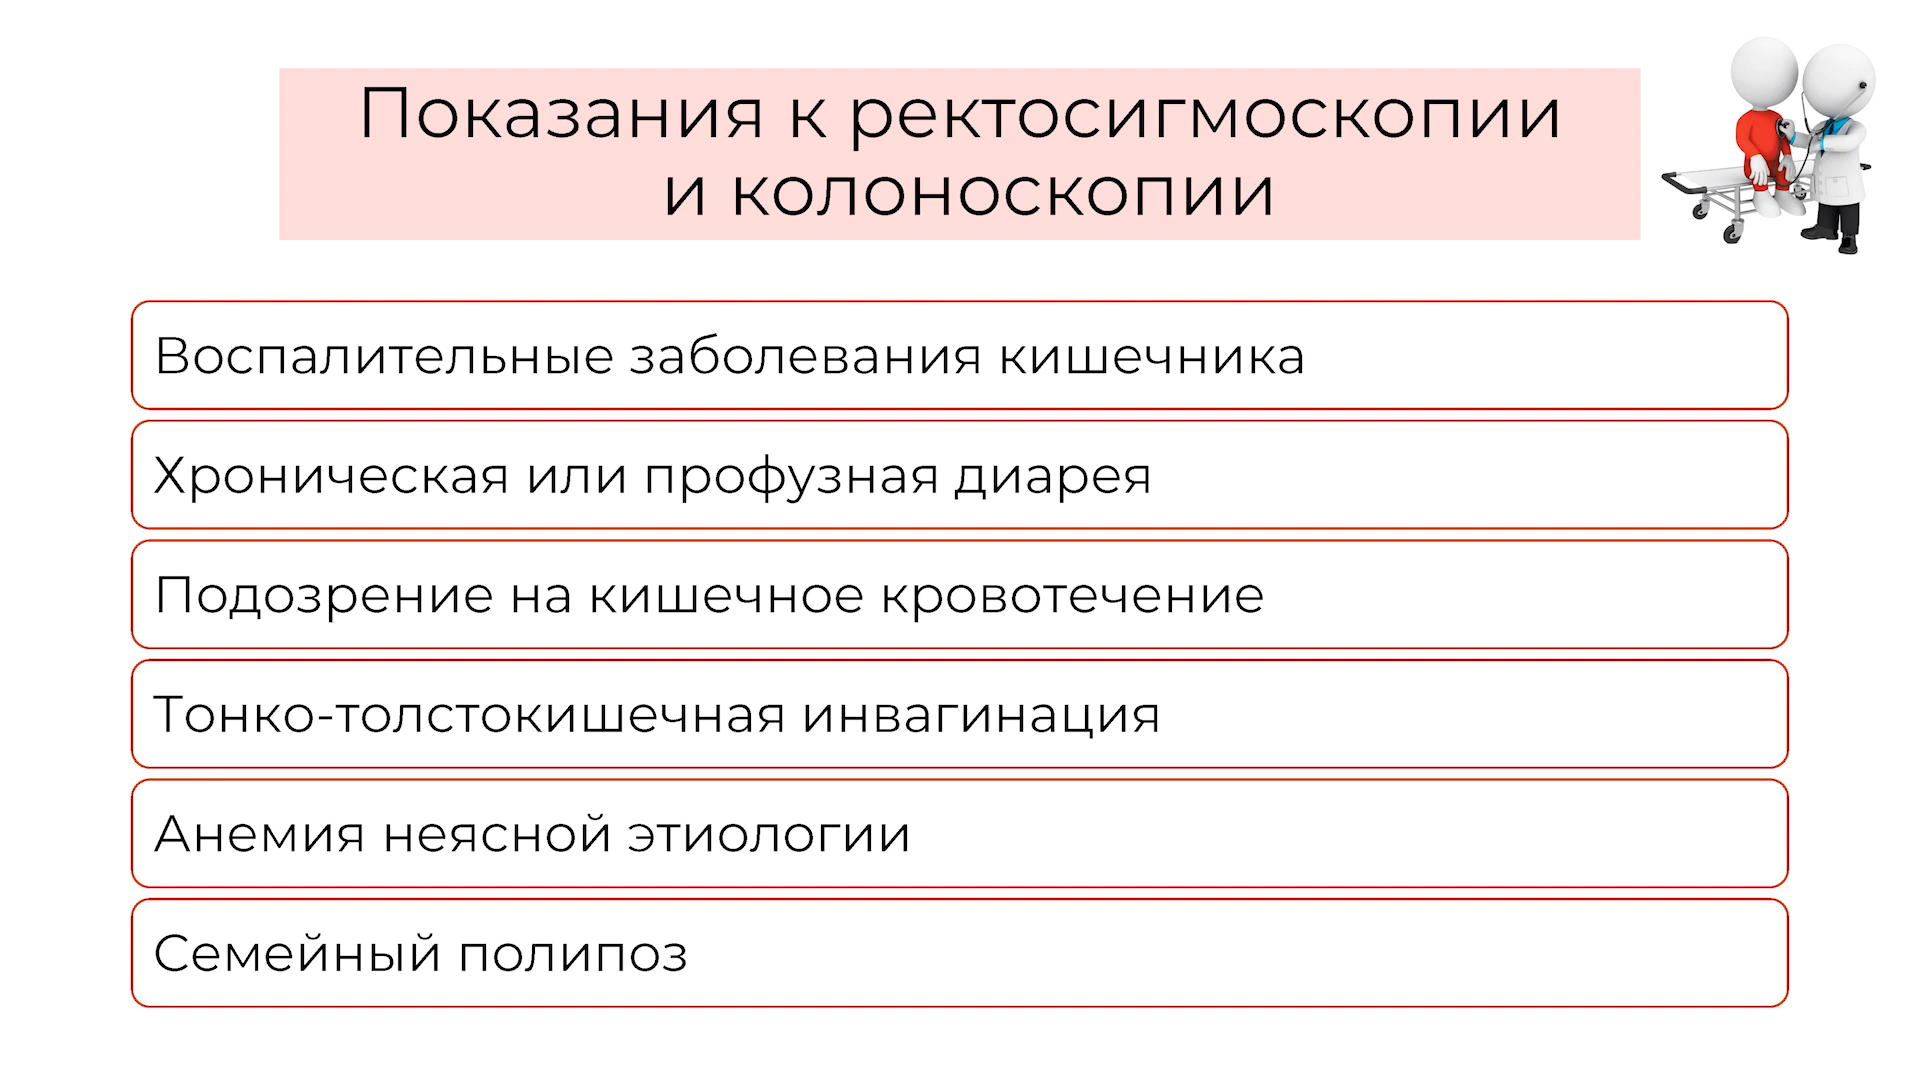 Показания к ректосигмоскопии
и колоноскопии
Воспалительные заболевания кишечника
Хроническая или профузная диарея
Подозрение на кишечное кровотечение
Тонко-толстокишечная инвагинация
Анемия неясной этиологии
Семейный полипоз